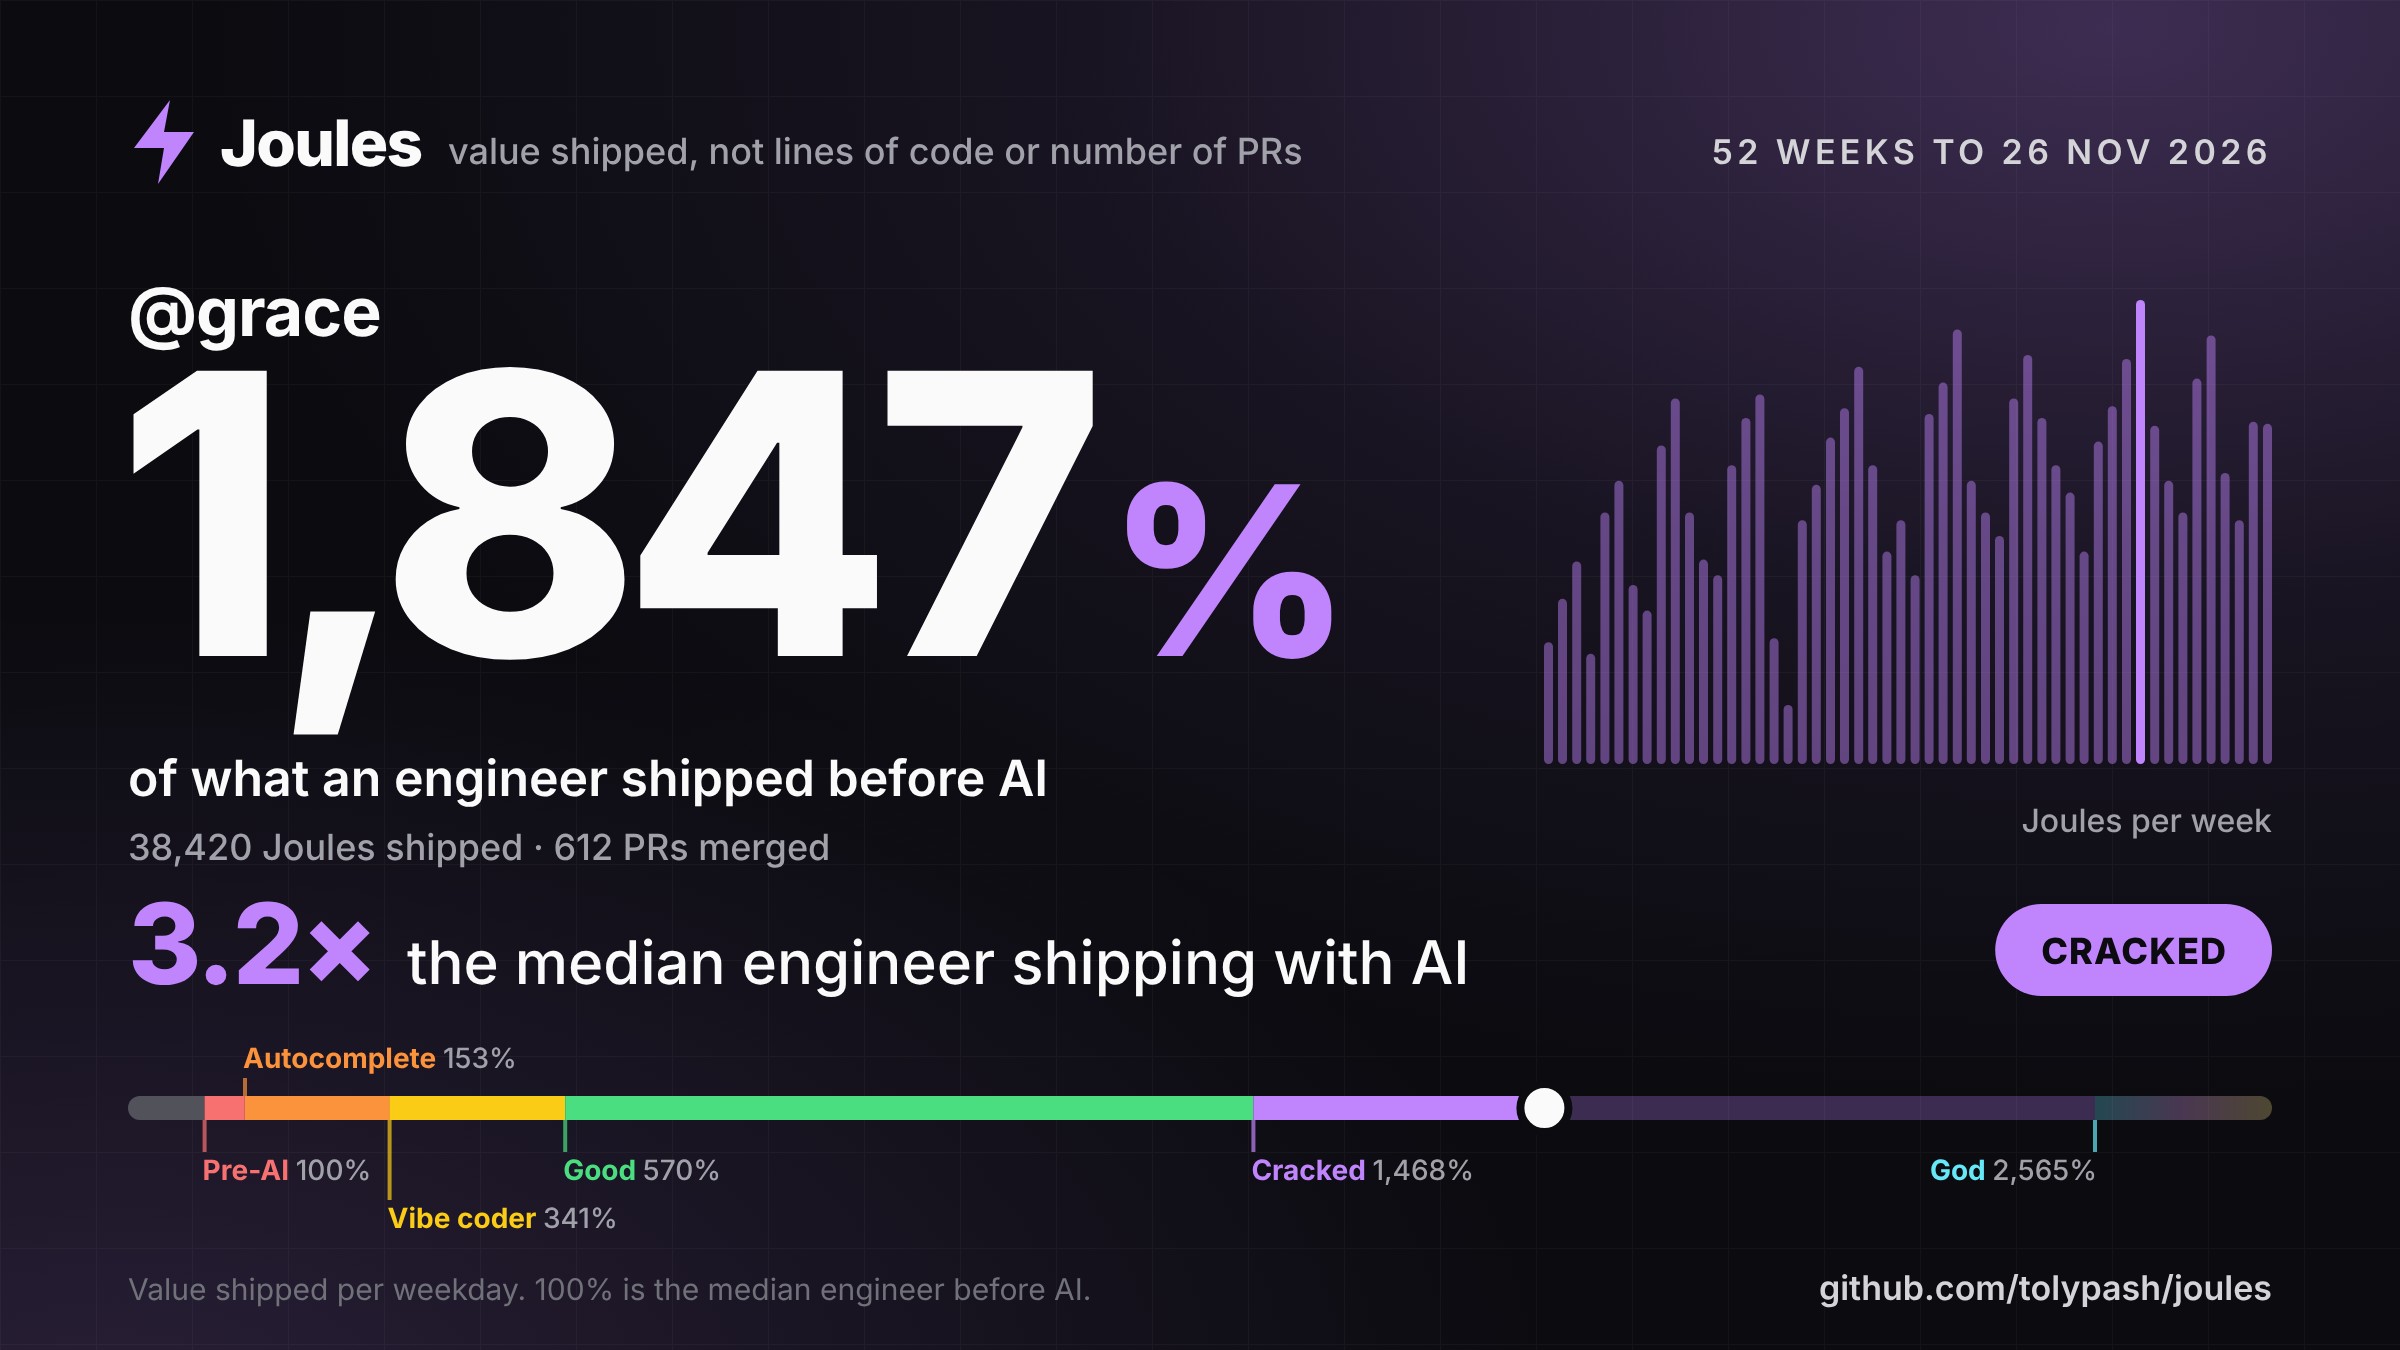 Joules value shipped, not lines of code or number of PRs
52 WEEKS TO 26 NOV 2026
@grace
1,847%
of what an engineer shipped before AI
38,420 Joules shipped · 612 PRs merged
Joules per week
3.2× the median engineer shipping with AI
CRACKED
Autocomplete 153%
Pre-AI 100%
Good 570%
Cracked 1,468%
God 2,565%
Vibe coder 341%
Value shipped per weekday. 100% is the median engineer before AI.
github.com/tolypash/joules